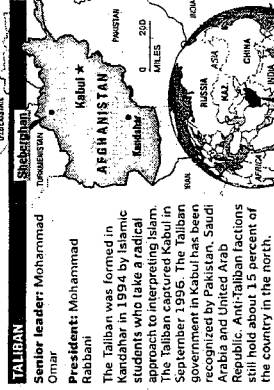 TALIBAN
Senior leader: Mohammad
Omar
President: Mohammad
Rabbani
The Taliban was formed in
Kandahar in 1994 by Islamic
students who take a radical
approach to interpreting Islam.
The Taliban captured Kabul in
September 1996. The Taliban
government in Kabul has been
recognized by Pakistan, Saudi
Arabia and United Arab
Republic. Anti-Taliban factions
still hold about 15 percent of
the country in the north.
Sheberghan
TURKMENISTAN
Kabul
AFGHANISTAN
Kandahar
PAKISTAN
IRAN
0 200
MILES
INDIA
RUSSIA
ASIA
KAZ.
CHINA
AFRICA
INDIA